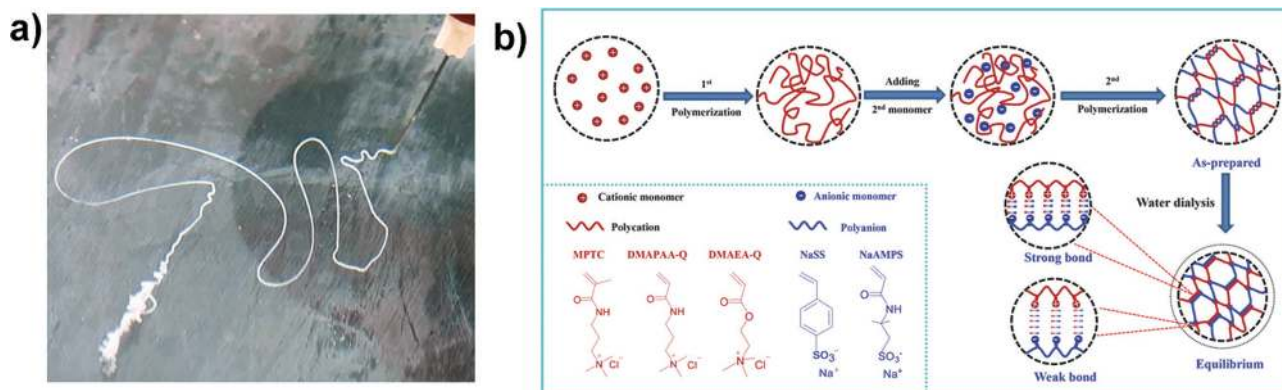 a)
b)
1st
Polymerization
Adding
2nd monomer
2nd
Polymerization
As-prepared
Water dialysis
Strong bond
Weak bond
Equilibrium
Cationic monomer
Anionic monomer
Polycation
Polyanion
MPTC DMAPAA-Q DMAEA-Q NaSS NaAMPS
O NH N+ Cl-
O NH N+ Cl-
O O N+ Cl-
SO3- Na+
O NH SO3- Na+